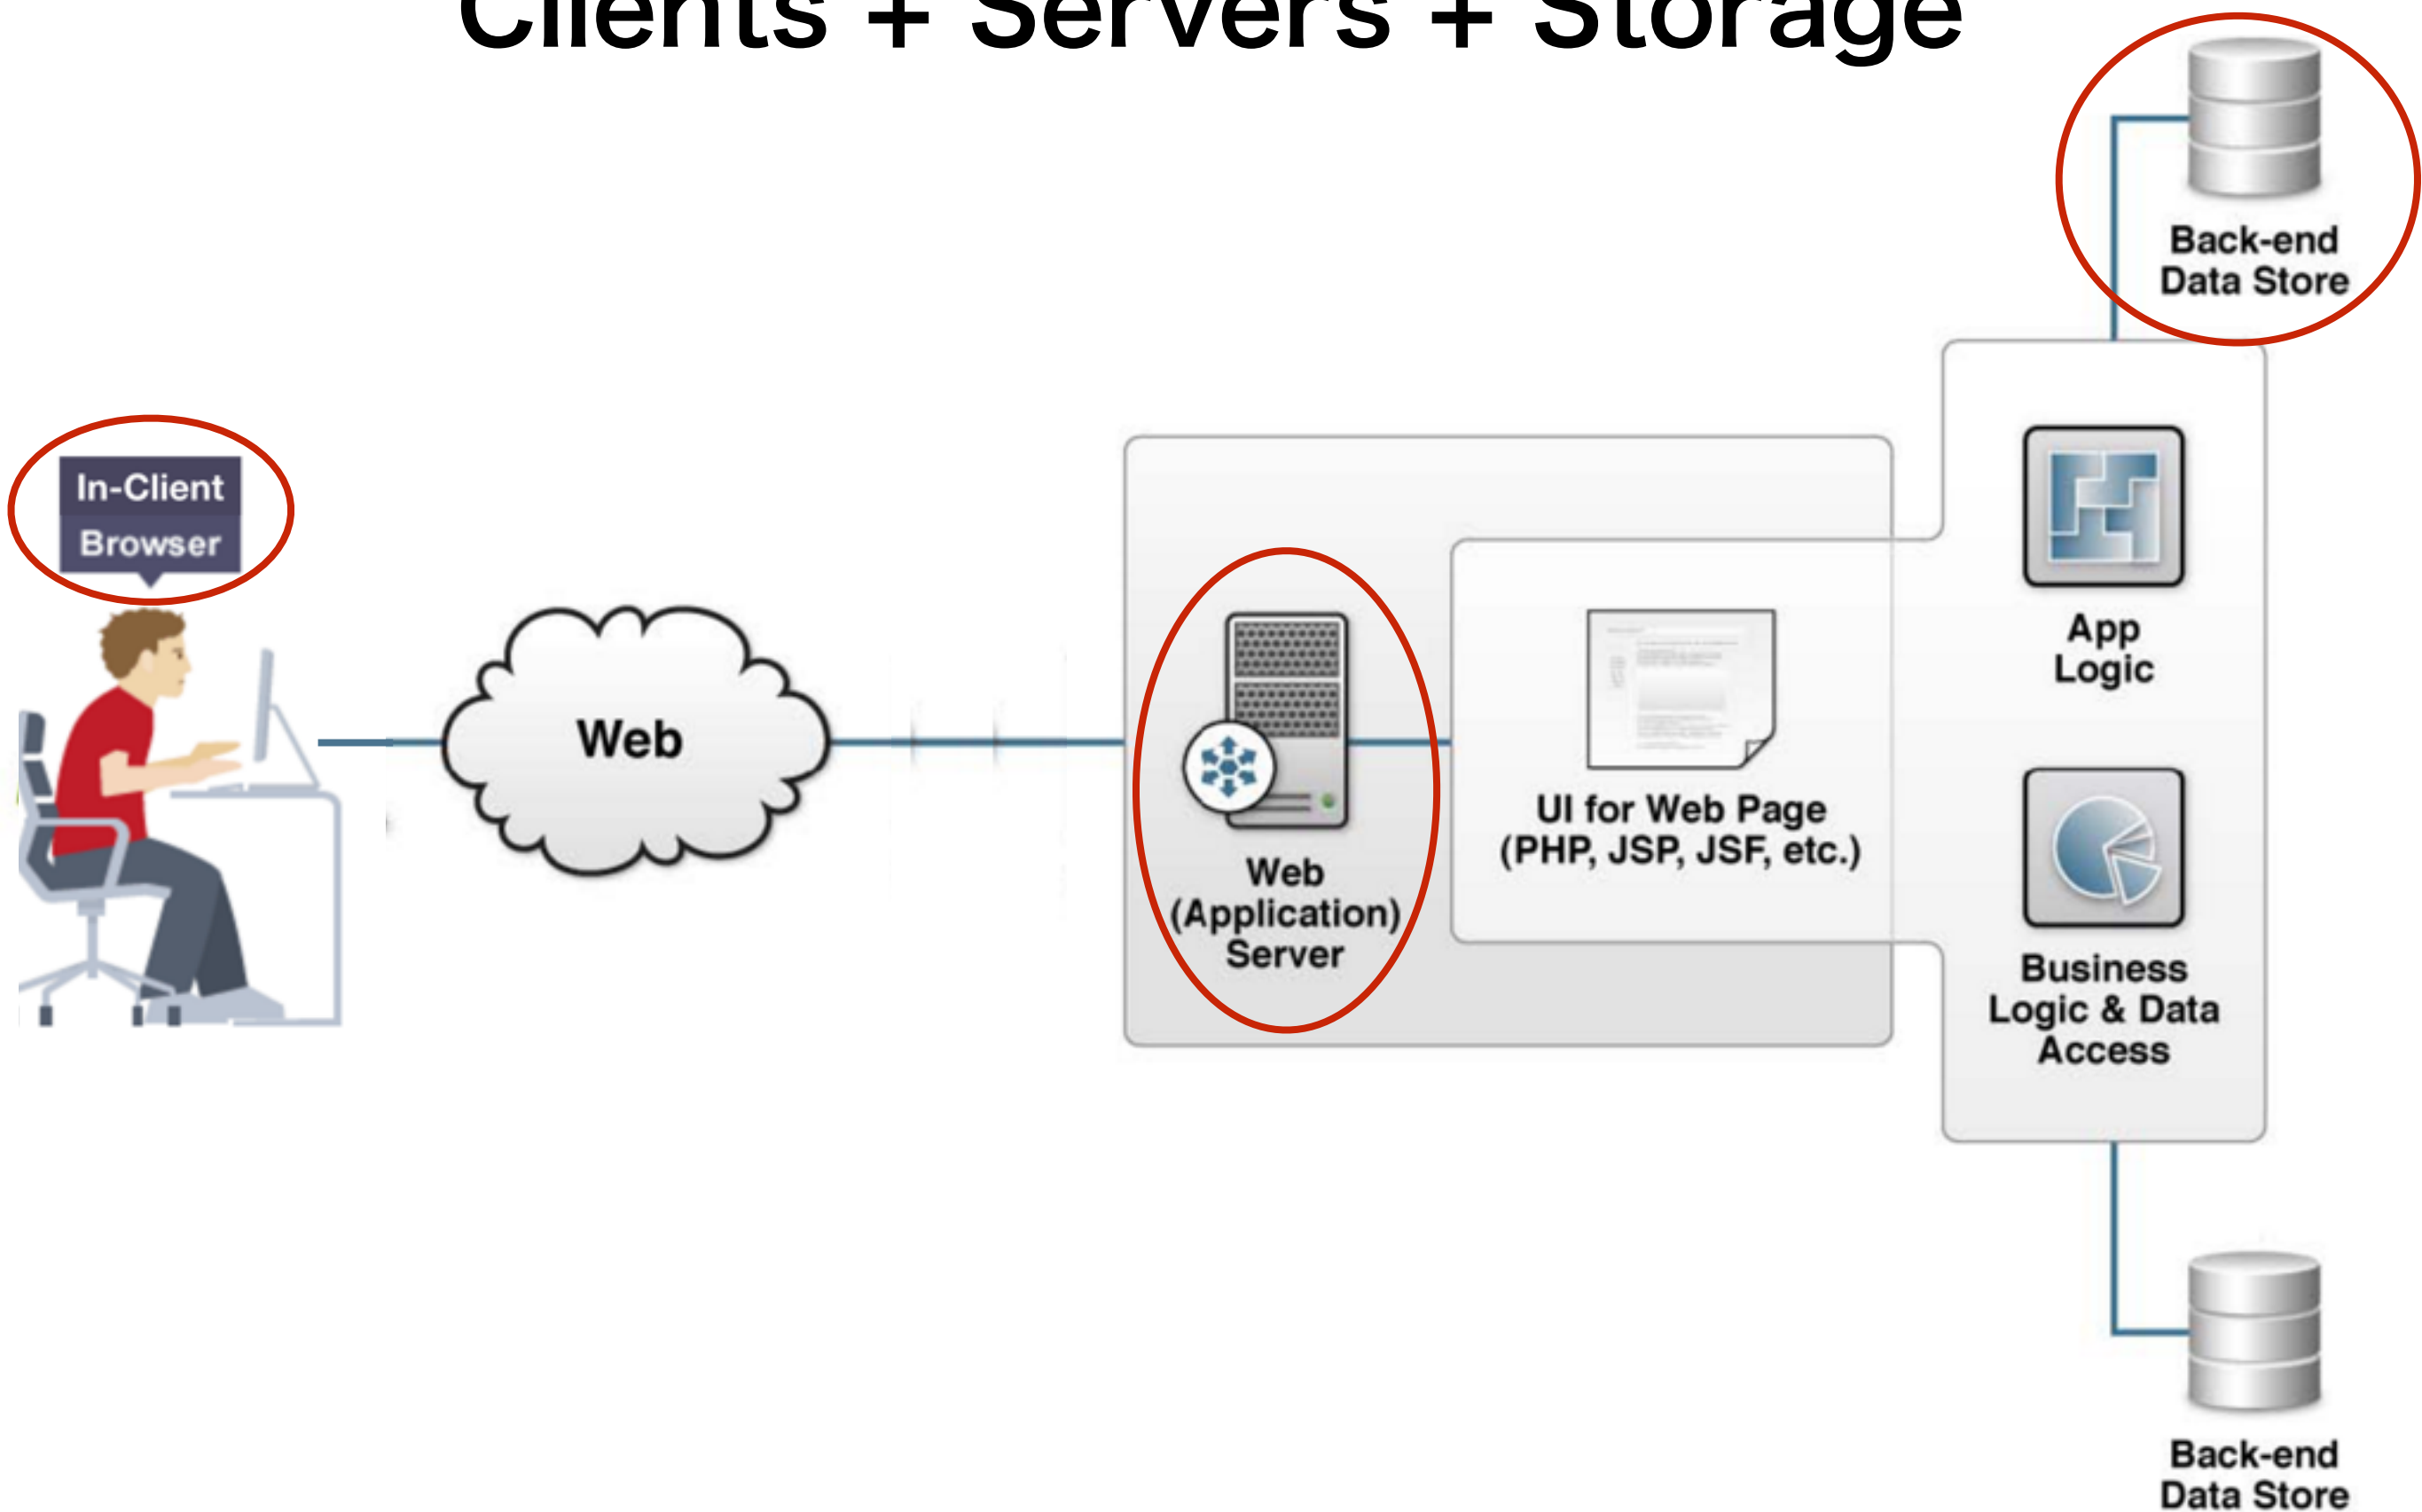 Clients + Servers + Storage
Back-end
Data Store
In-Client
Browser
Web
Web
(Application)
Server
UI for Web Page
(PHP, JSP, JSF, etc.)
App
Logic
Business
Logic & Data
Access
Back-end
Data Store